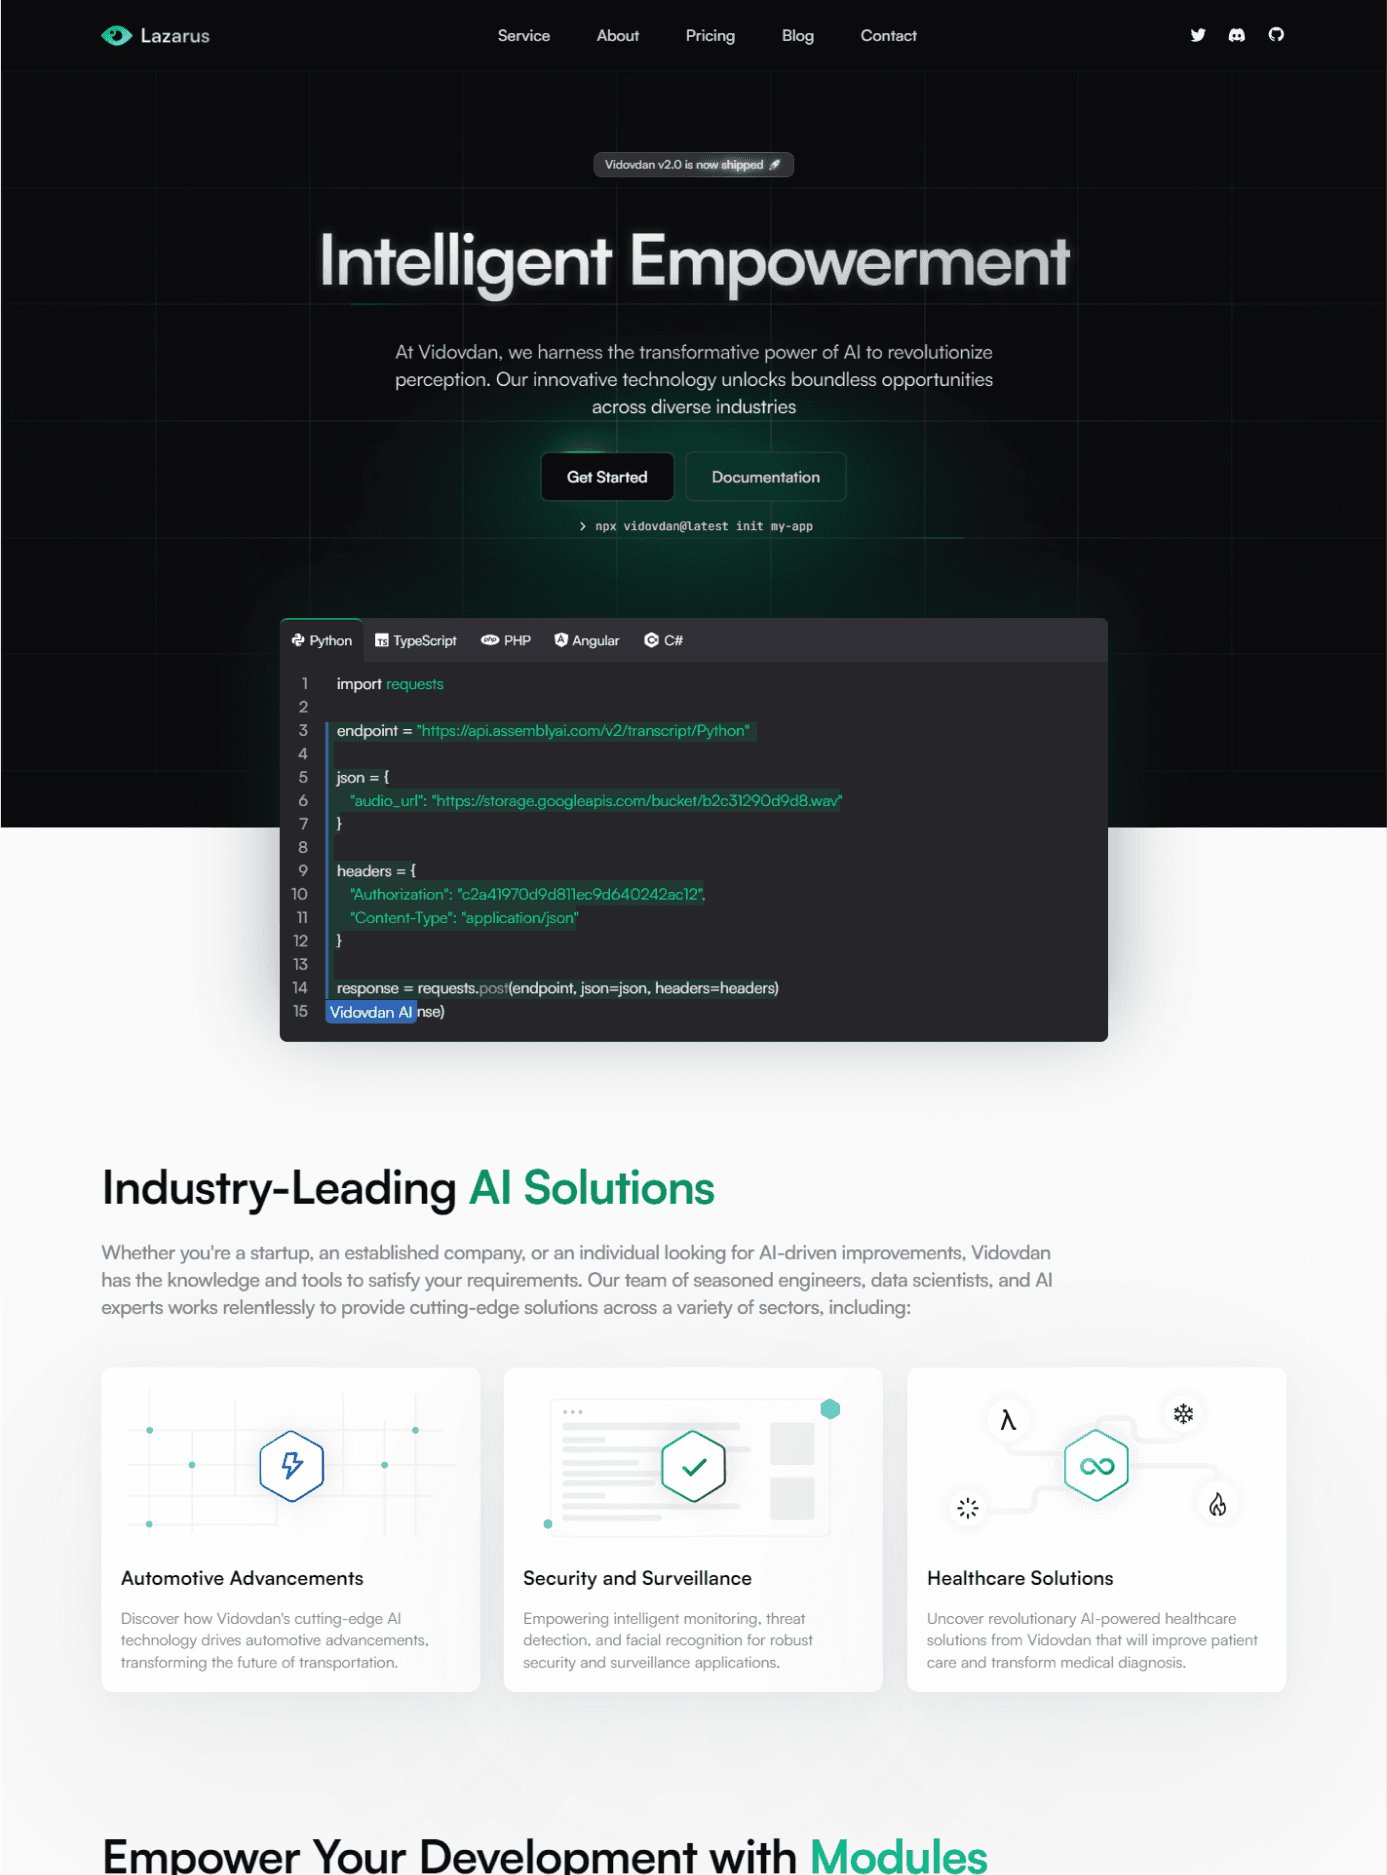 Lazarus
Service About Pricing Blog Contact
Vidovdan v2.0 is now shipped
Intelligent Empowerment
At Vidovdan, we harness the transformative power of AI to revolutionize
perception. Our innovative technology unlocks boundless opportunities
across diverse industries
Get Started Documentation
> npx vidovdan@latest init my-app
Python TS TypeScript php PHP Angular C#
1 import requests
2
3 endpoint = "https://api.assemblyai.com/v2/transcript/Python"
4
5 json = {
6 "audio_url": "https://storage.googleapis.com/bucket/b2c31290d9d8.wav"
7 }
8
9 headers = {
10 "Authorization": "c2a41970d9d811ec9d640242ac12",
11 "Content-Type": "application/json"
12 }
13
14 response = requests.post(endpoint, json=json, headers=headers)
15 Vidovdan AI nse)
Industry-Leading AI Solutions
Whether you're a startup, an established company, or an individual looking for AI-driven improvements, Vidovdan
has the knowledge and tools to satisfy your requirements. Our team of seasoned engineers, data scientists, and AI
experts works relentlessly to provide cutting-edge solutions across a variety of sectors, including:
Automotive Advancements
Discover how Vidovdan's cutting-edge AI
technology drives automotive advancements,
transforming the future of transportation.
Security and Surveillance
Empowering intelligent monitoring, threat
detection, and facial recognition for robust
security and surveillance applications.
λ
Healthcare Solutions
Uncover revolutionary AI-powered healthcare
solutions from Vidovdan that will improve patient
care and transform medical diagnosis.
Empower Your Development with Modules